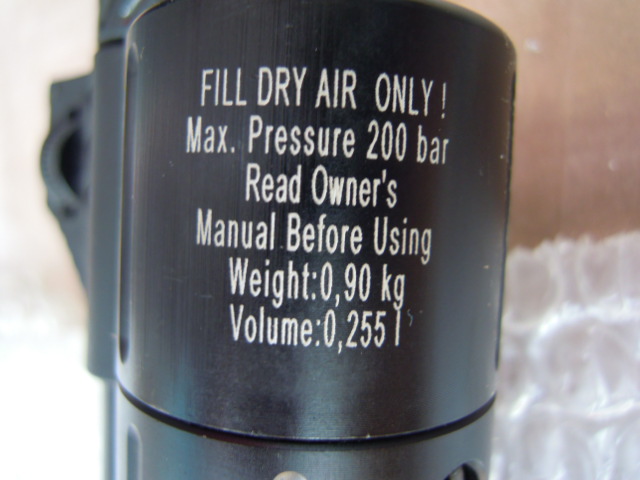 FILL DRY AIR ONLY!
Max. Pressure 200 bar
Read Owner's
Manual Before Using
Weight:0,90 kg
Volume:0,255 l